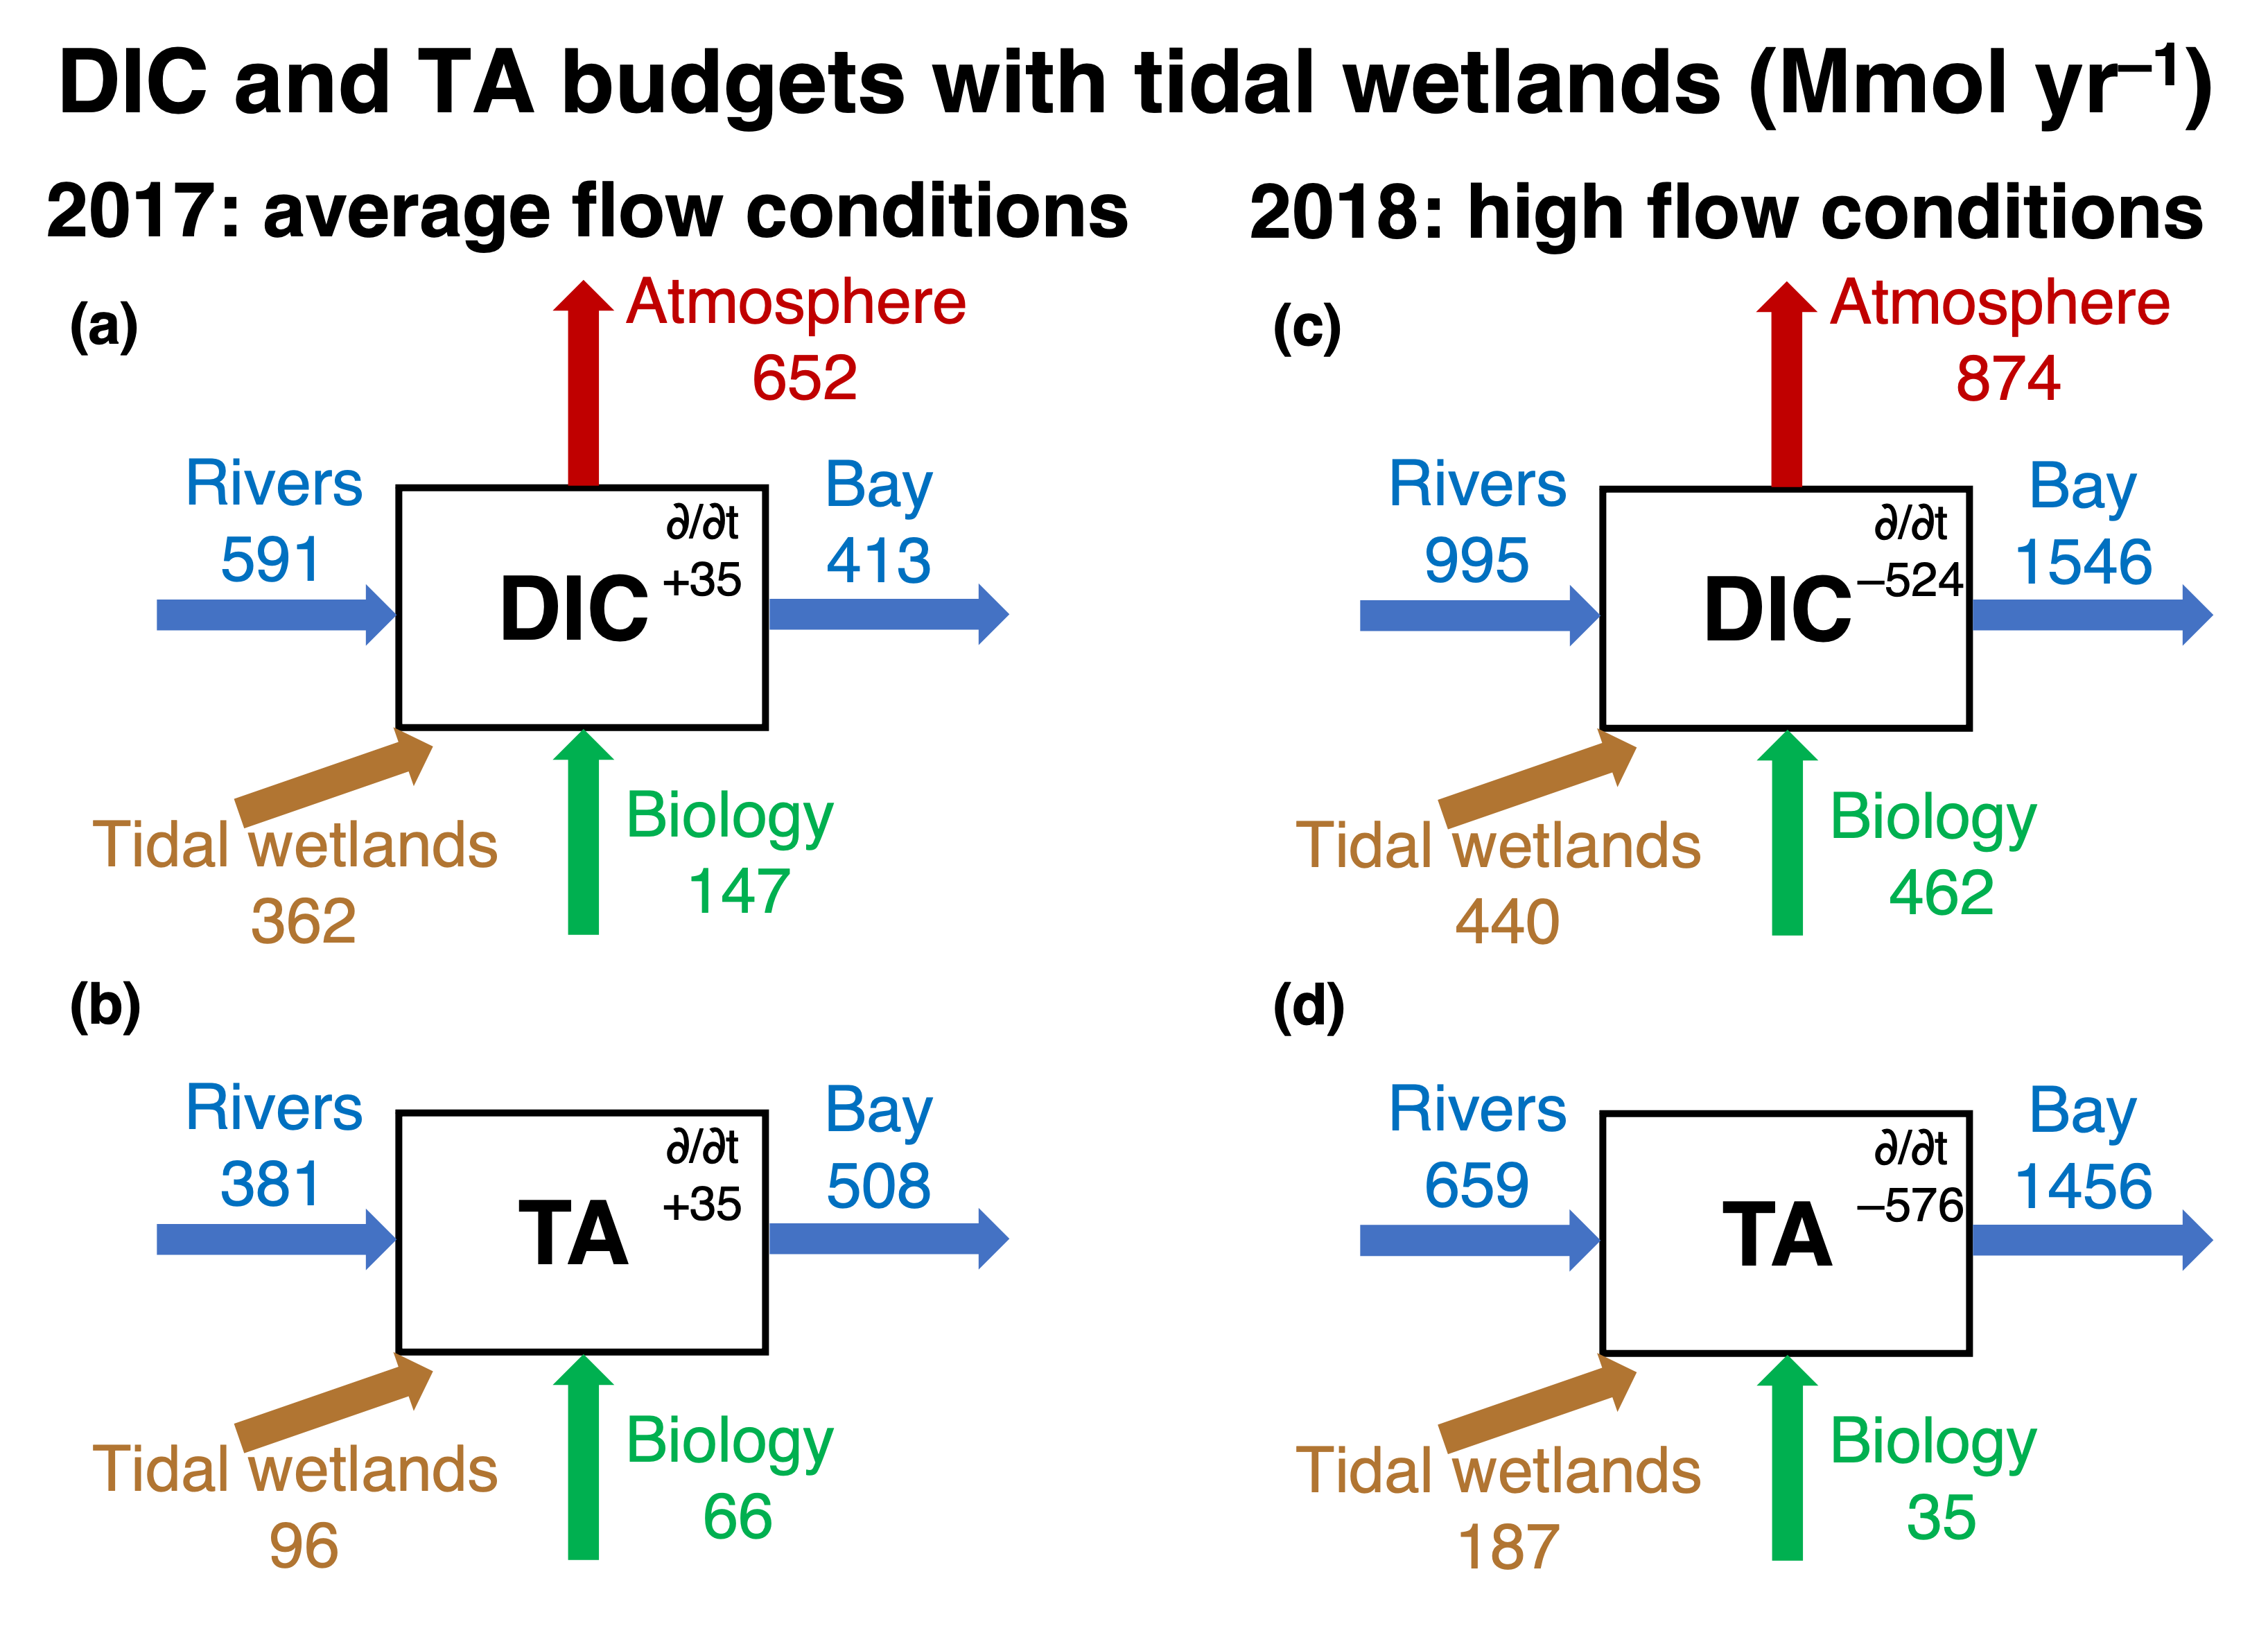 DIC and TA budgets with tidal wetlands (Mmol yr⁻¹)
2017: average flow conditions
2018: high flow conditions
(a)
Atmosphere
652
Rivers
591
∂/∂t
+35
DIC
Bay
413
Tidal wetlands
362
Biology
147
(b)
Rivers
381
∂/∂t
+35
TA
Bay
508
Tidal wetlands
96
Biology
66
(c)
Atmosphere
874
Rivers
995
∂/∂t
–524
DIC
Bay
1546
Tidal wetlands
440
Biology
462
(d)
Rivers
659
∂/∂t
–576
TA
Bay
1456
Tidal wetlands
187
Biology
35